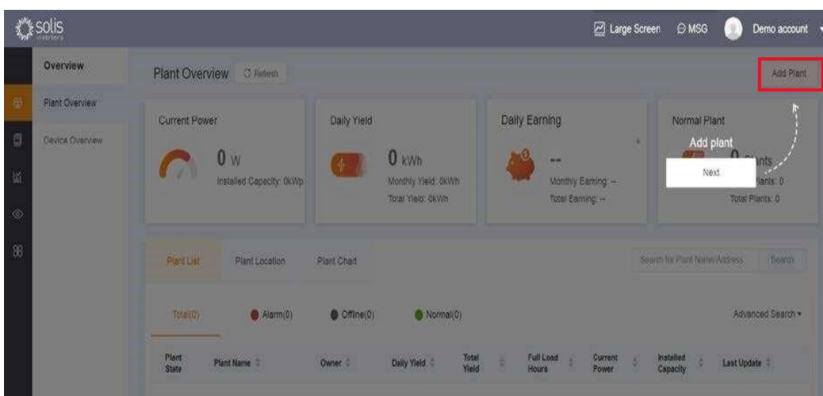 solis
inverters
Large Screen
MSG
Demo account
Overview
Plant Overview
Device Overview
Plant Overview
Refresh
Add Plant
Current Power
0 W
Installed Capacity: 0kWp
Daily Yield
0 kWh
Monthly Yield: 0kWh
Total Yield: 0kWh
Daily Earning
--
Monthly Earning: --
Total Earning: --
Normal Plant
Add plant
Next
Total Plants: 0
Plant List
Plant Location
Plant Chart
Search for Plant Name/Address
Search
Total(0)
Alarm(0)
Offline(0)
Normal(0)
Advanced Search
Plant State
Plant Name
Owner
Daily Yield
Total Yield
Full Load Hours
Current Power
Installed Capacity
Last Update